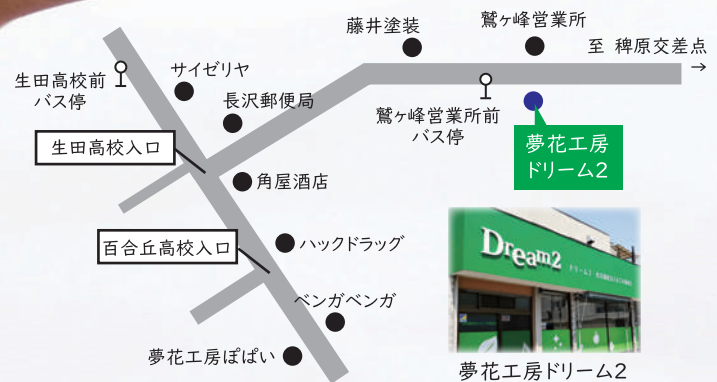 藤井塗装
鷲ヶ峰営業所
至 稗原交差点
→
生田高校前
バス停
サイゼリヤ
長沢郵便局
鷲ヶ峰営業所前
バス停
夢花工房
ドリーム2
生田高校入口
角屋酒店
百合丘高校入口
ハックドラッグ
Dream2
ベンガベンガ
夢花工房ぽぱい
夢花工房ドリーム2